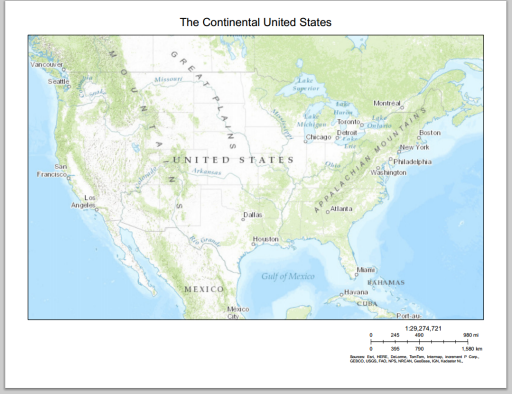 The Continental United States
Vancouver
Seattle
Columbia
MOUNTAINS
GREAT PLAINS
Missouri
Lake Superior
Lake Huron
Lake Michigan
Lake Ontario
Lake Erie
Montreal
Toronto
Detroit
Chicago
Boston
New York
Philadelphia
Washington
APPALACHIAN MOUNTAINS
Mississippi
Ohio
UNITED STATES
Colorado
Arkansas
San Francisco
Los Angeles
Dallas
Atlanta
Houston
Rio Grande
Gulf of Mexico
Miami
BAHAMAS
Havana
CUBA
MEXICO
Mexico City
Port-au-
1:29,274,721
0 245 490 980 mi
0 395 790 1,580 km
Sources: Esri, HERE, DeLorme, TomTom, Intermap, increment P Corp.,
GEBCO, USGS, FAO, NPS, NRCAN, GeoBase, IGN, Kadaster NL,